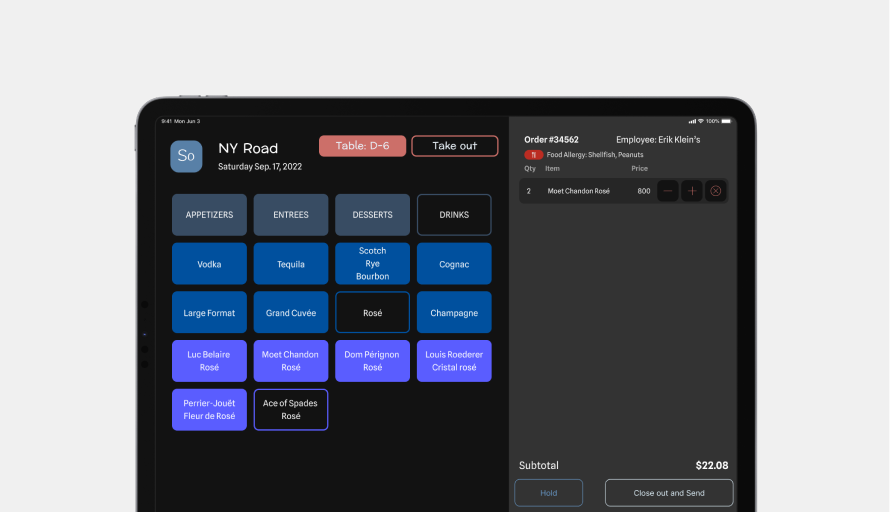 9:41 Mon Jun 3
100%
So
NY Road
Saturday Sep. 17, 2022
Table: D-6
Take out
APPETIZERS
ENTREES
DESSERTS
DRINKS
Vodka
Tequila
Scotch
Rye
Bourbon
Cognac
Large Format
Grand Cuvée
Rosé
Champagne
Luc Belaire
Rosé
Moet Chandon
Rosé
Dom Pérignon
Rosé
Louis Roederer
Cristal rosé
Perrier-Jouët
Fleur de Rosé
Ace of Spades
Rosé
Order #34562
Employee: Erik Klein's
Food Allergy: Shellfish, Peanuts
Qty Item Price
2 Moet Chandon Rosé 800
Subtotal $22.08
Hold
Close out and Send